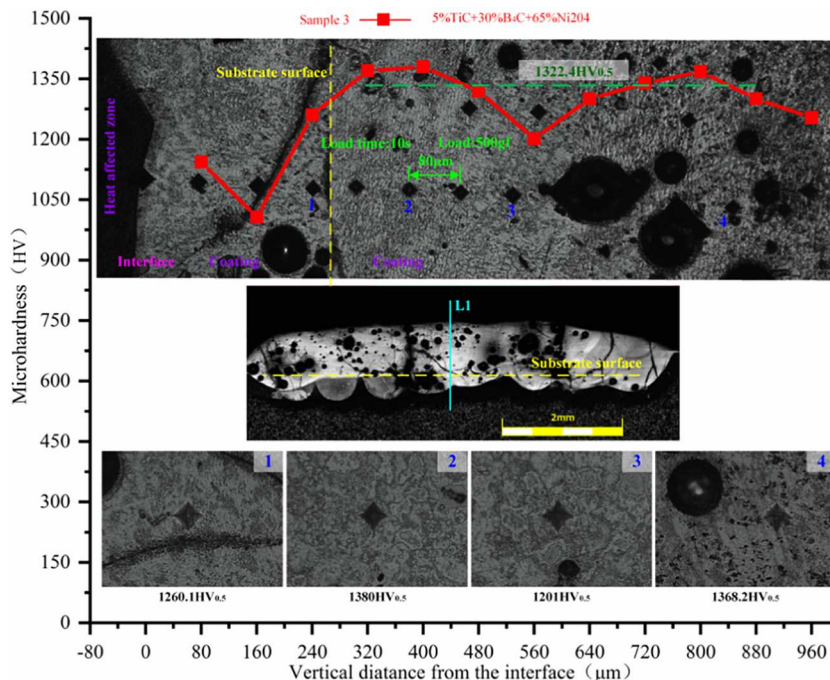 Sample 3 5%TiC+30%B₄C+65%Ni204
1500
1350
1200
1050
900
750
600
450
300
150
0
Microhardness（HV）
Substrate surface
1322.4HV0.5
Load time:10s Load:500gf
80μm
Heat affected zone
1
2
3
4
Interface
Coating
Coating
L1
Substrate surface
2mm
1
2
3
4
1260.1HV0.5
1380HV0.5
1201HV0.5
1368.2HV0.5
-80 0 80 160 240 320 400 480 560 640 720 800 880 960
Vertical diatance from the interface（μm）